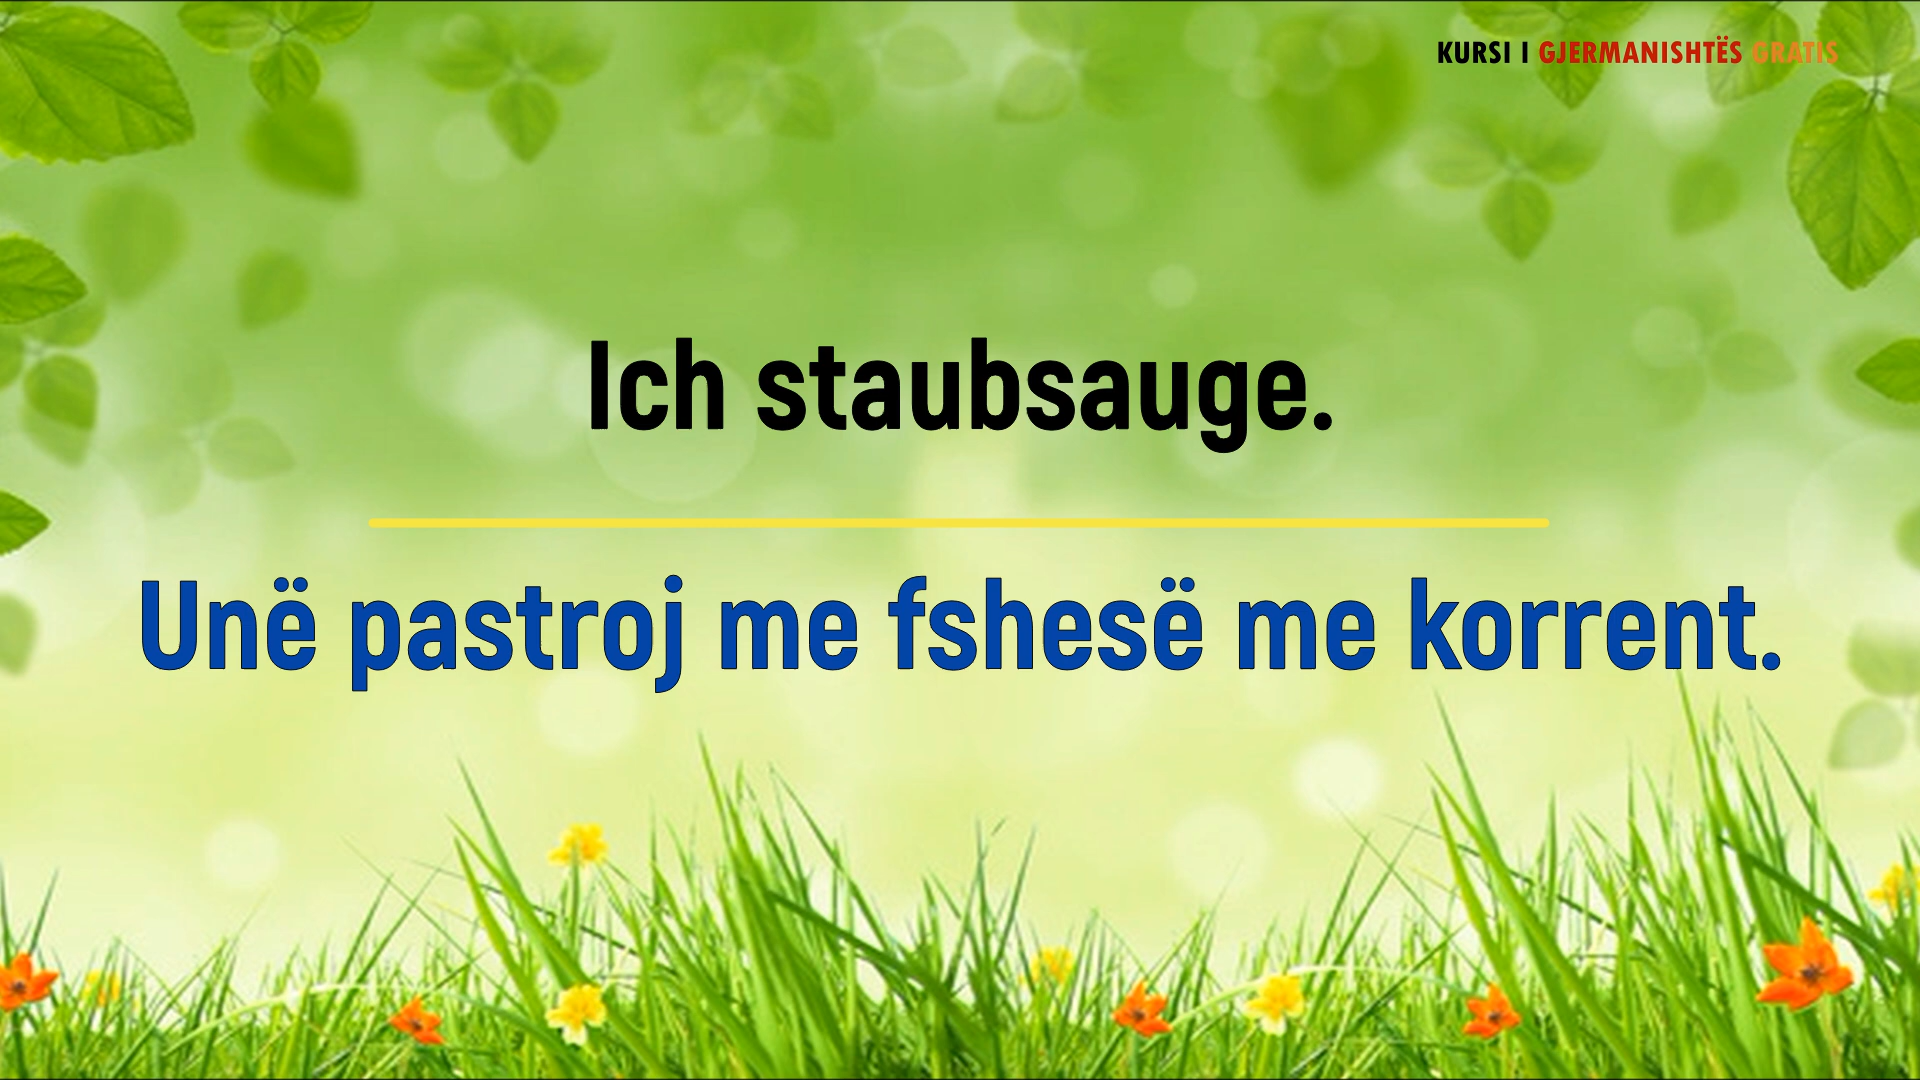 KURSI I GJERMANISHTËS GRATIS
Ich staubsauge.
Unë pastroj me fshesë me korrent.